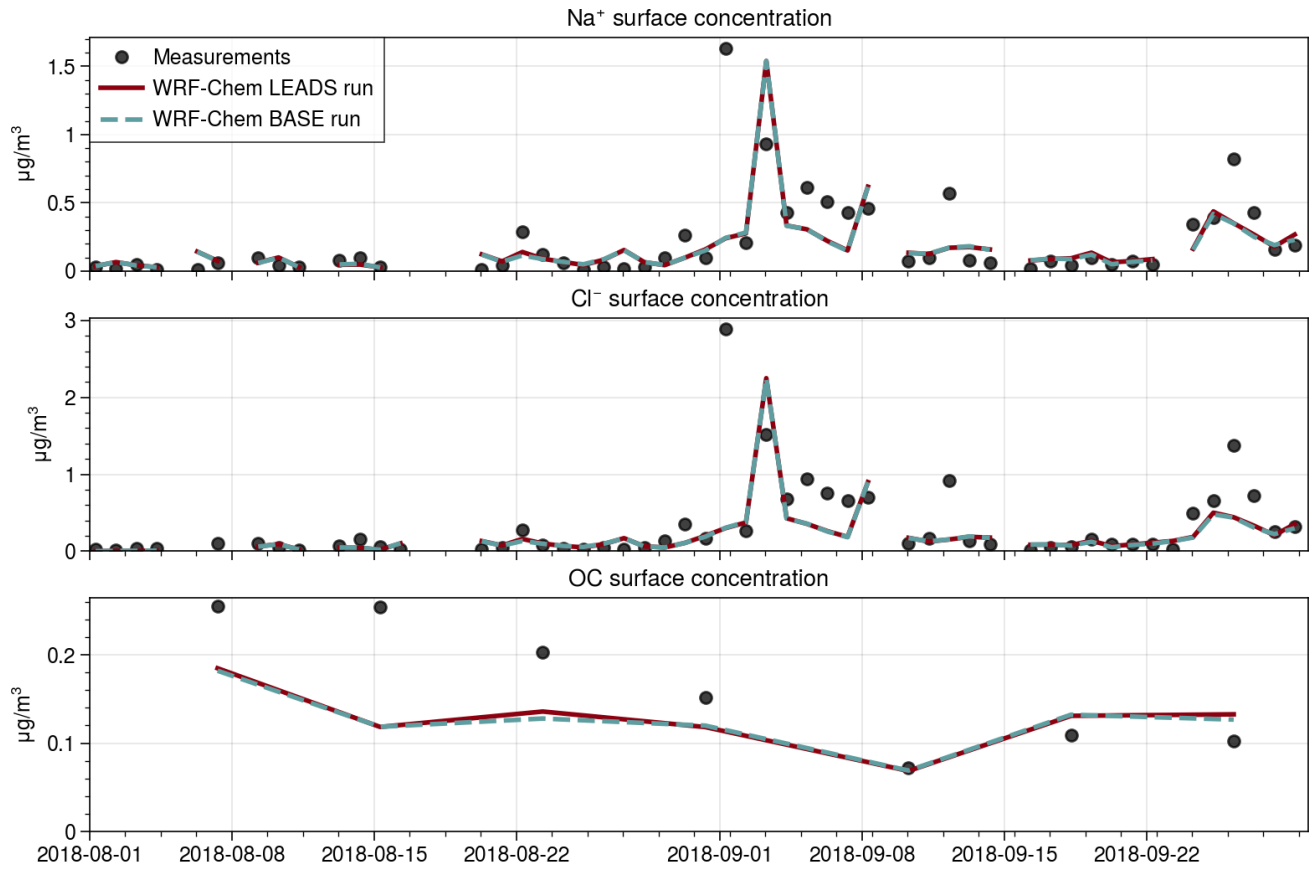 Na⁺ surface concentration
Measurements
WRF-Chem LEADS run
WRF-Chem BASE run
1.5
1
0.5
0
µg/m³
Cl⁻ surface concentration
3
2
1
0
µg/m³
OC surface concentration
0.2
0.1
0
µg/m³
2018-08-01 2018-08-08 2018-08-15 2018-08-22 2018-09-01 2018-09-08 2018-09-15 2018-09-22